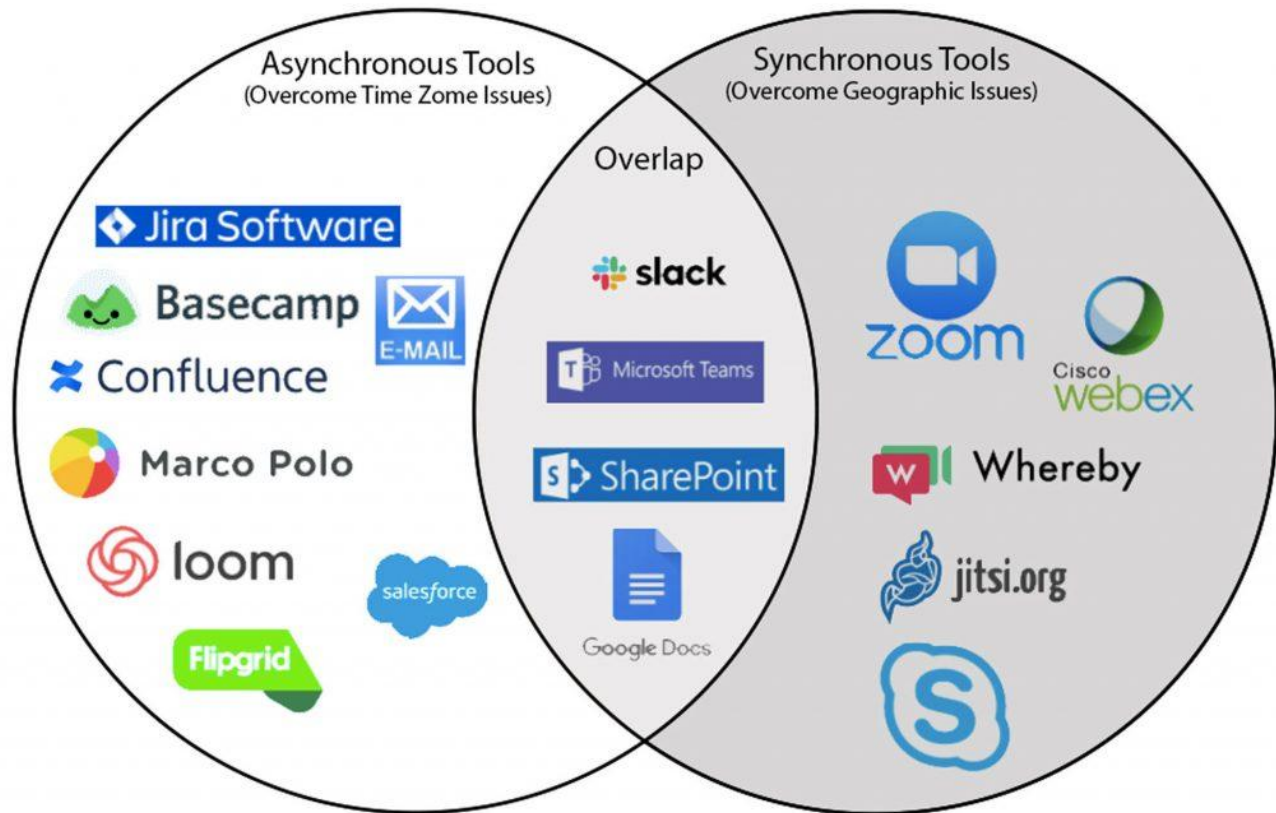 Asynchronous Tools
(Overcome Time Zome Issues)
Synchronous Tools
(Overcome Geographic Issues)
Overlap
Jira Software
Basecamp
E-MAIL
Confluence
Marco Polo
loom
salesforce
Flipgrid
slack
T
Microsoft Teams
S
SharePoint
Google Docs
zoom
Cisco
webex
W
Whereby
jitsi.org
S